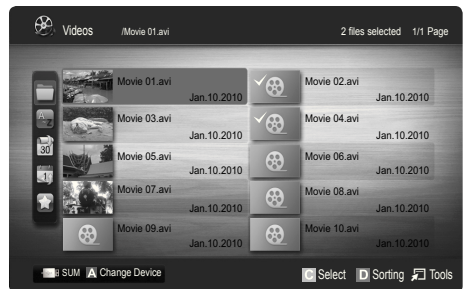 Videos /Movie 01.avi 2 files selected 1/1 Page
Movie 01.avi Movie 02.avi
Jan.10.2010 Jan.10.2010
Movie 03.avi Movie 04.avi
Jan.10.2010 Jan.10.2010
Movie 05.avi Movie 06.avi
Jan.10.2010 Jan.10.2010
Movie 07.avi Movie 08.avi
Jan.10.2010 Jan.10.2010
Movie 09.avi Movie 10.avi
Jan.10.2010 Jan.10.2010
A Z
30
1
SUM A Change Device C Select D Sorting Tools